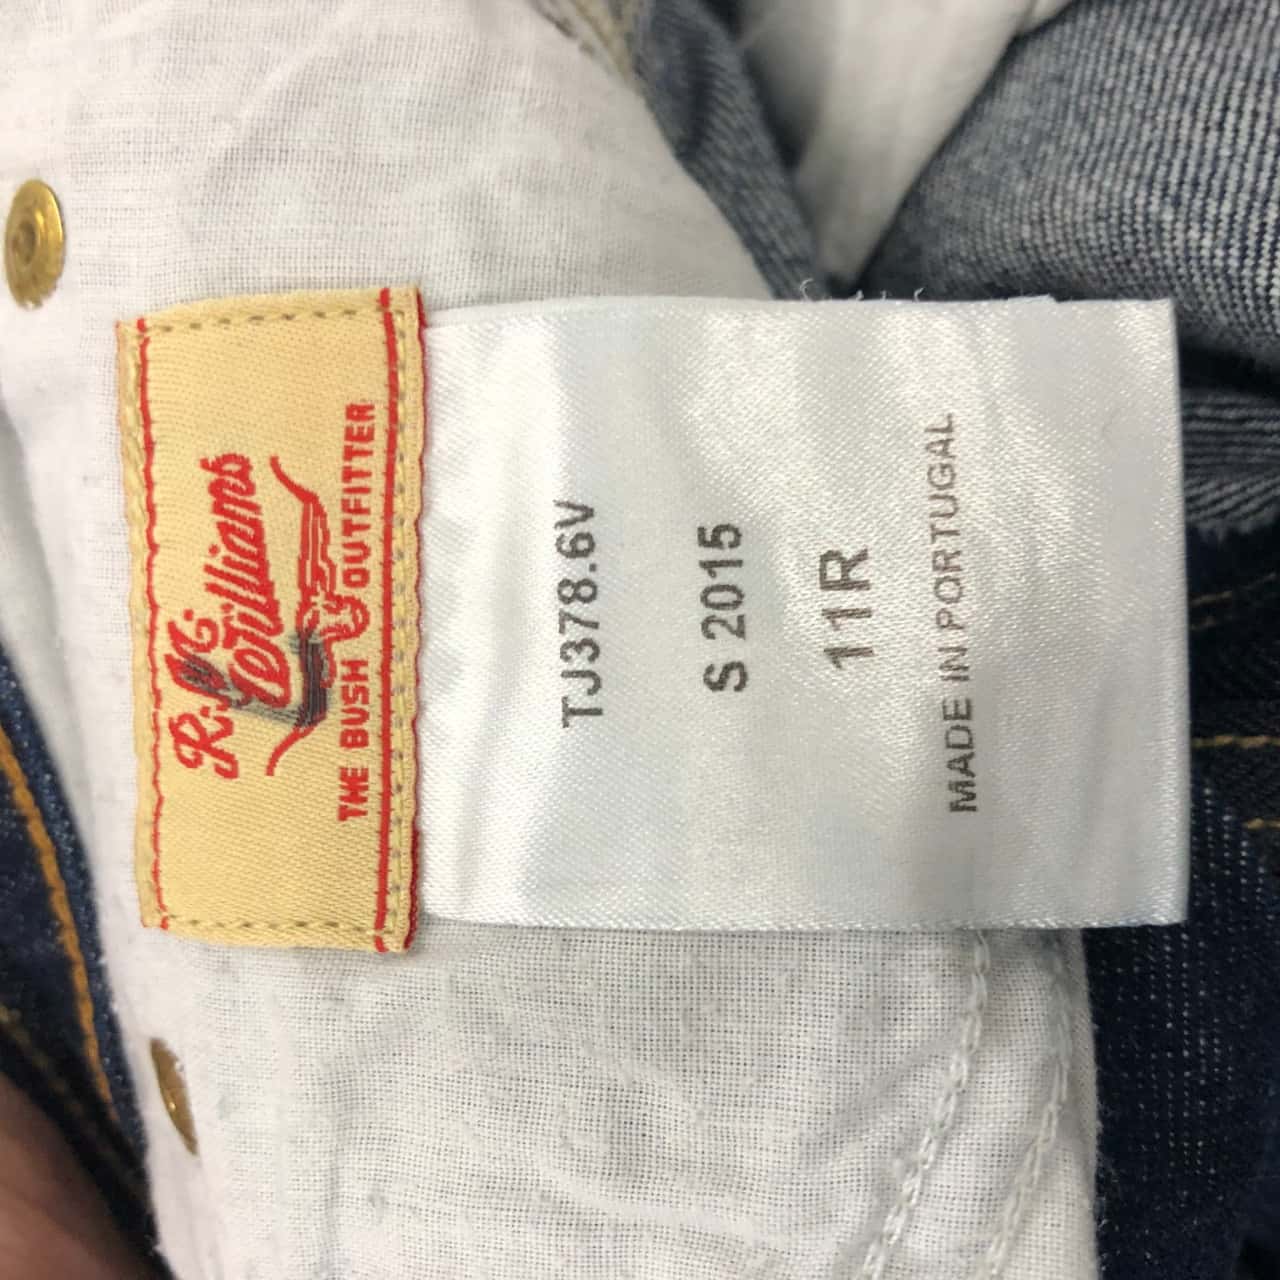 R.M.
Williams
THE BUSH OUTFITTER
TJ378.6V
S 2015
11R
MADE IN PORTUGAL